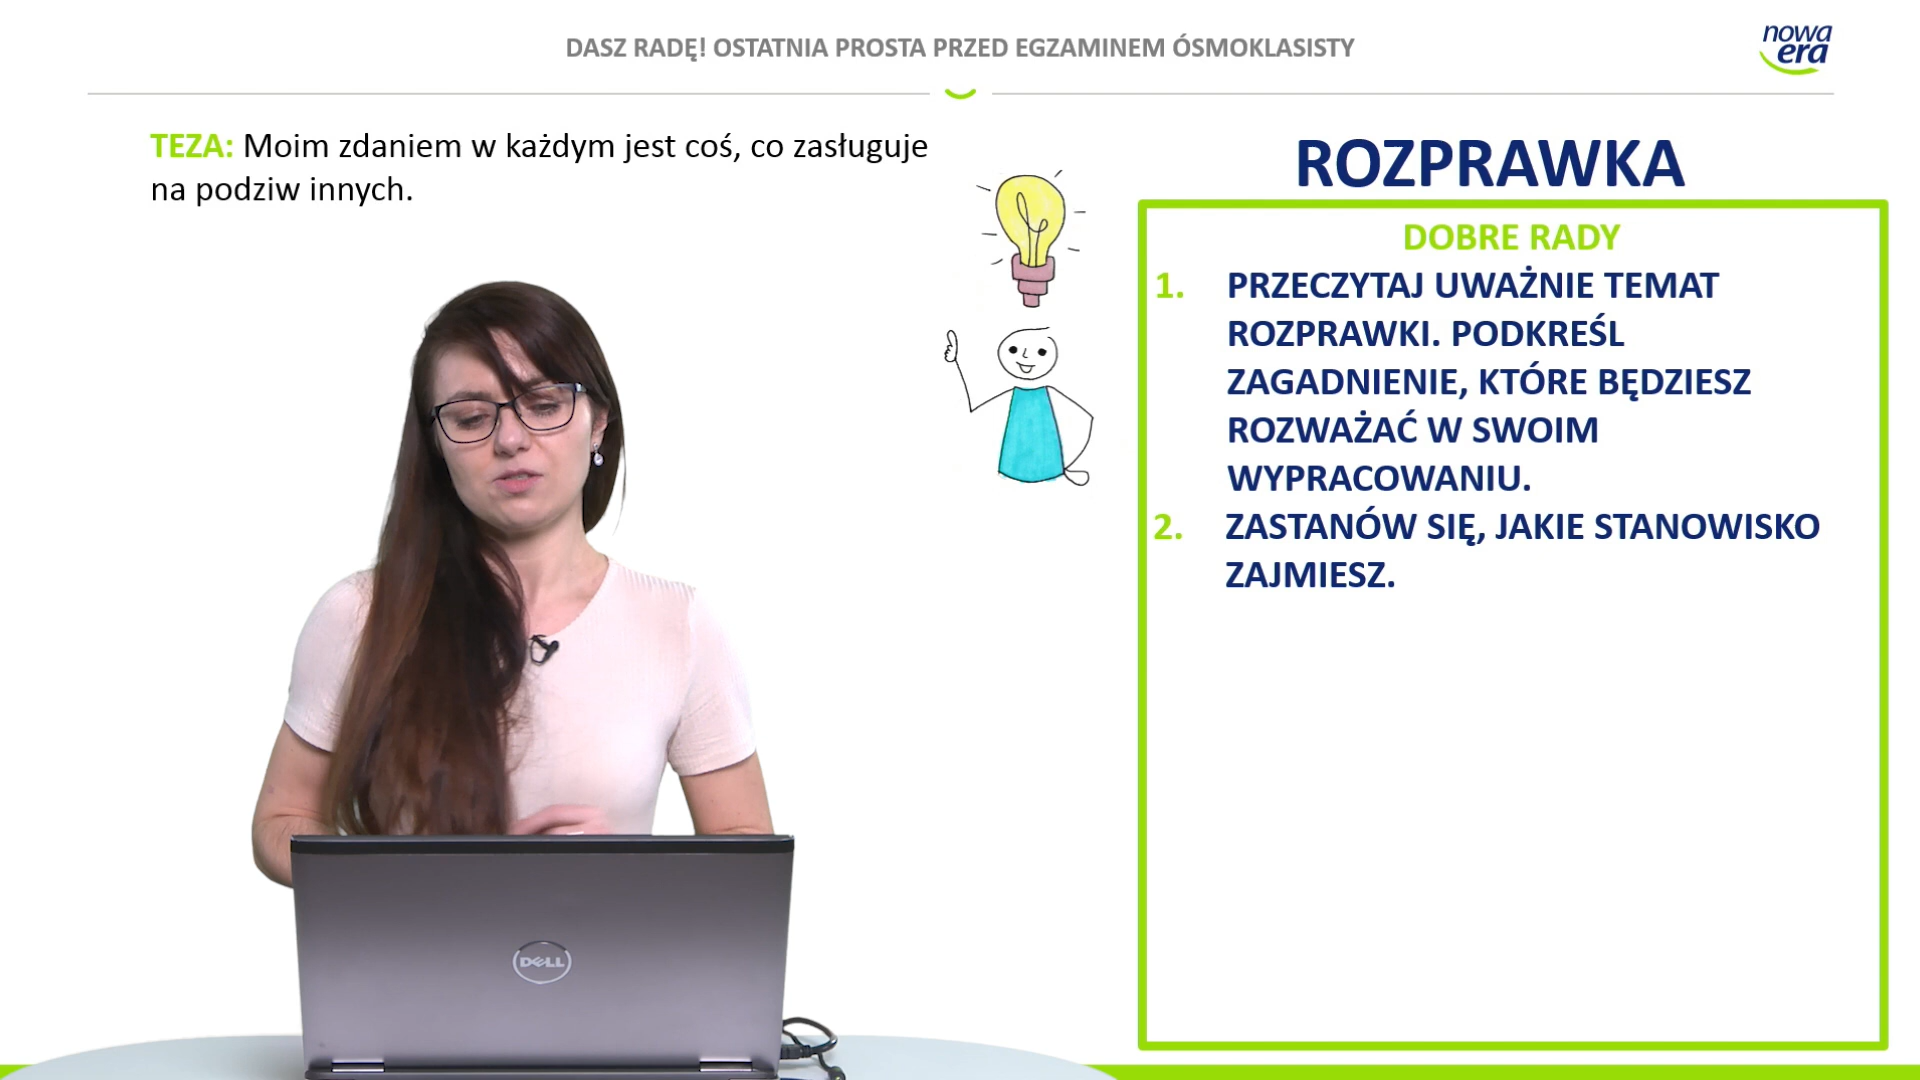 DASZ RADĘ! OSTATNIA PROSTA PRZED EGZAMINEM ÓSMOKLASISTY
nowa
era
TEZA: Moim zdaniem w każdym jest coś, co zasługuje
na podziw innych.
ROZPRAWKA
DOBRE RADY
1. PRZECZYTAJ UWAŻNIE TEMAT
ROZPRAWKI. PODKREŚL
ZAGADNIENIE, KTÓRE BĘDZIESZ
ROZWAŻAĆ W SWOIM
WYPRACOWANIU.
2. ZASTANÓW SIĘ, JAKIE STANOWISKO
ZAJMIESZ.
DELL